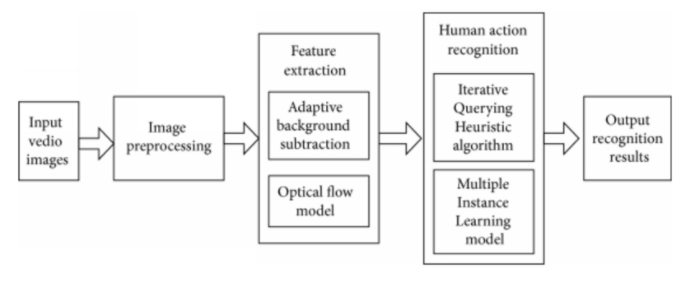 Input
vedio
images
Image
preprocessing
Feature
extraction
Adaptive
background
subtraction
Optical flow
model
Human action
recognition
Iterative
Querying
Heuristic
algorithm
Multiple
Instance
Learning
model
Output
recognition
results